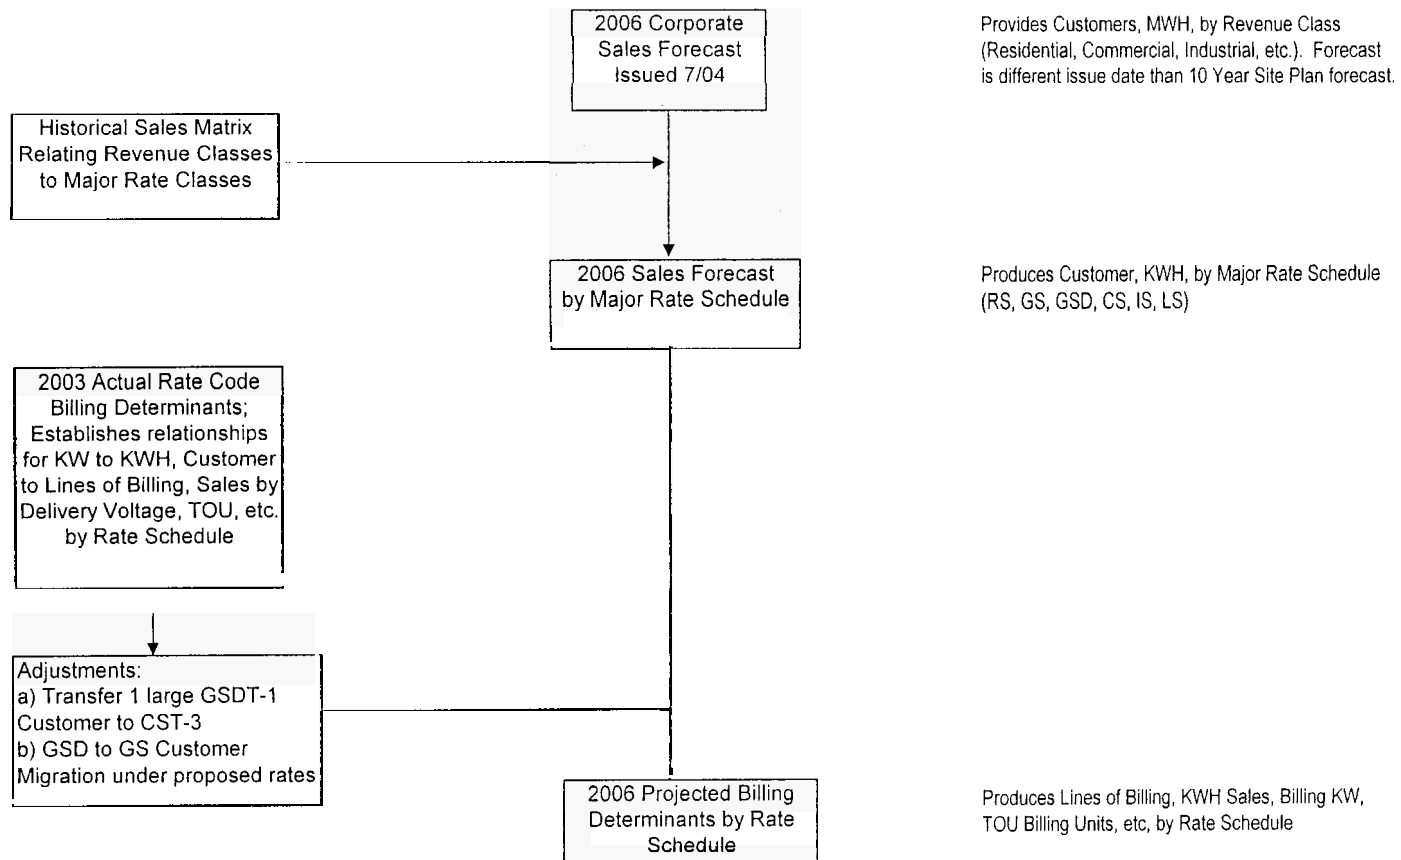 2006 Corporate
Sales Forecast
Issued 7/04
Provides Customers, MWH, by Revenue Class
(Residential, Commercial, Industrial, etc.). Forecast
is different issue date than 10 Year Site Plan forecast.
Historical Sales Matrix
Relating Revenue Classes
to Major Rate Classes
2006 Sales Forecast
by Major Rate Schedule
Produces Customer, KWH, by Major Rate Schedule
(RS, GS, GSD, CS, IS, LS)
2003 Actual Rate Code
Billing Determinants;
Establishes relationships
for KW to KWH, Customer
to Lines of Billing, Sales by
Delivery Voltage, TOU, etc.
by Rate Schedule
Adjustments:
a) Transfer 1 large GSDT-1
Customer to CST-3
b) GSD to GS Customer
Migration under proposed rates
2006 Projected Billing
Determinants by Rate
Schedule
Produces Lines of Billing, KWH Sales, Billing KW,
TOU Billing Units, etc, by Rate Schedule